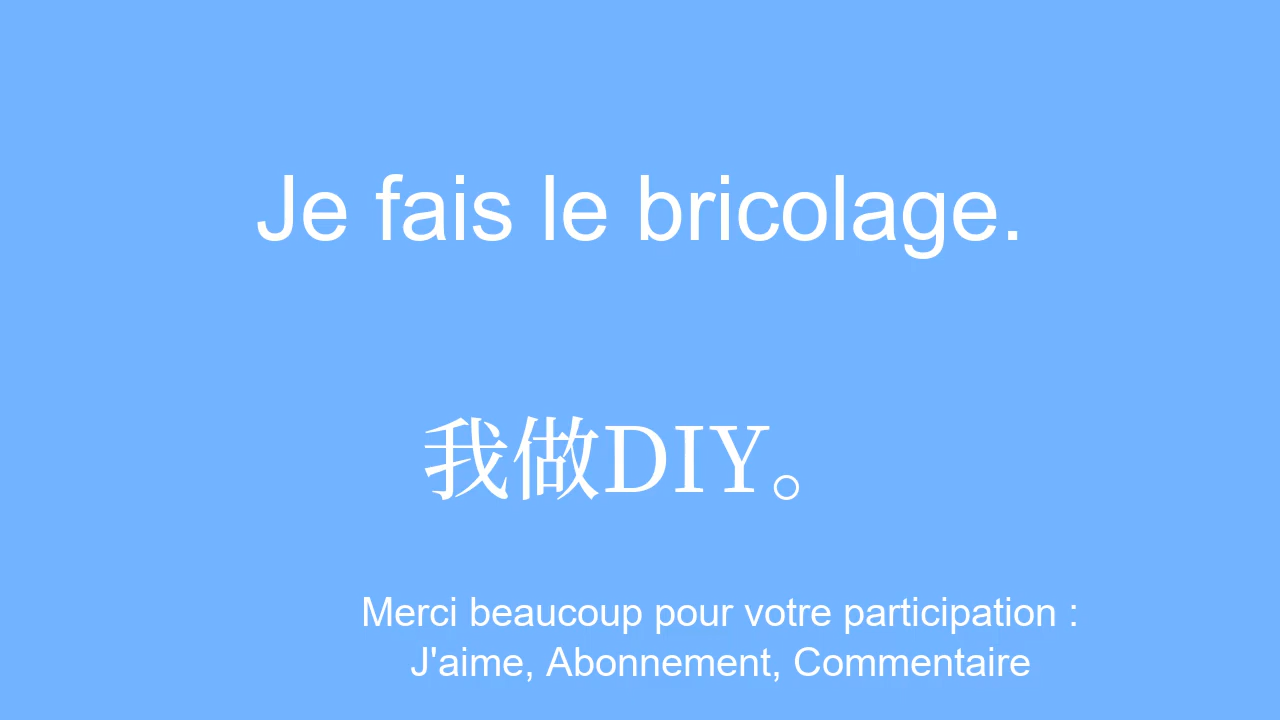 Je fais le bricolage.
我做DIY。
Merci beaucoup pour votre participation :
J'aime, Abonnement, Commentaire